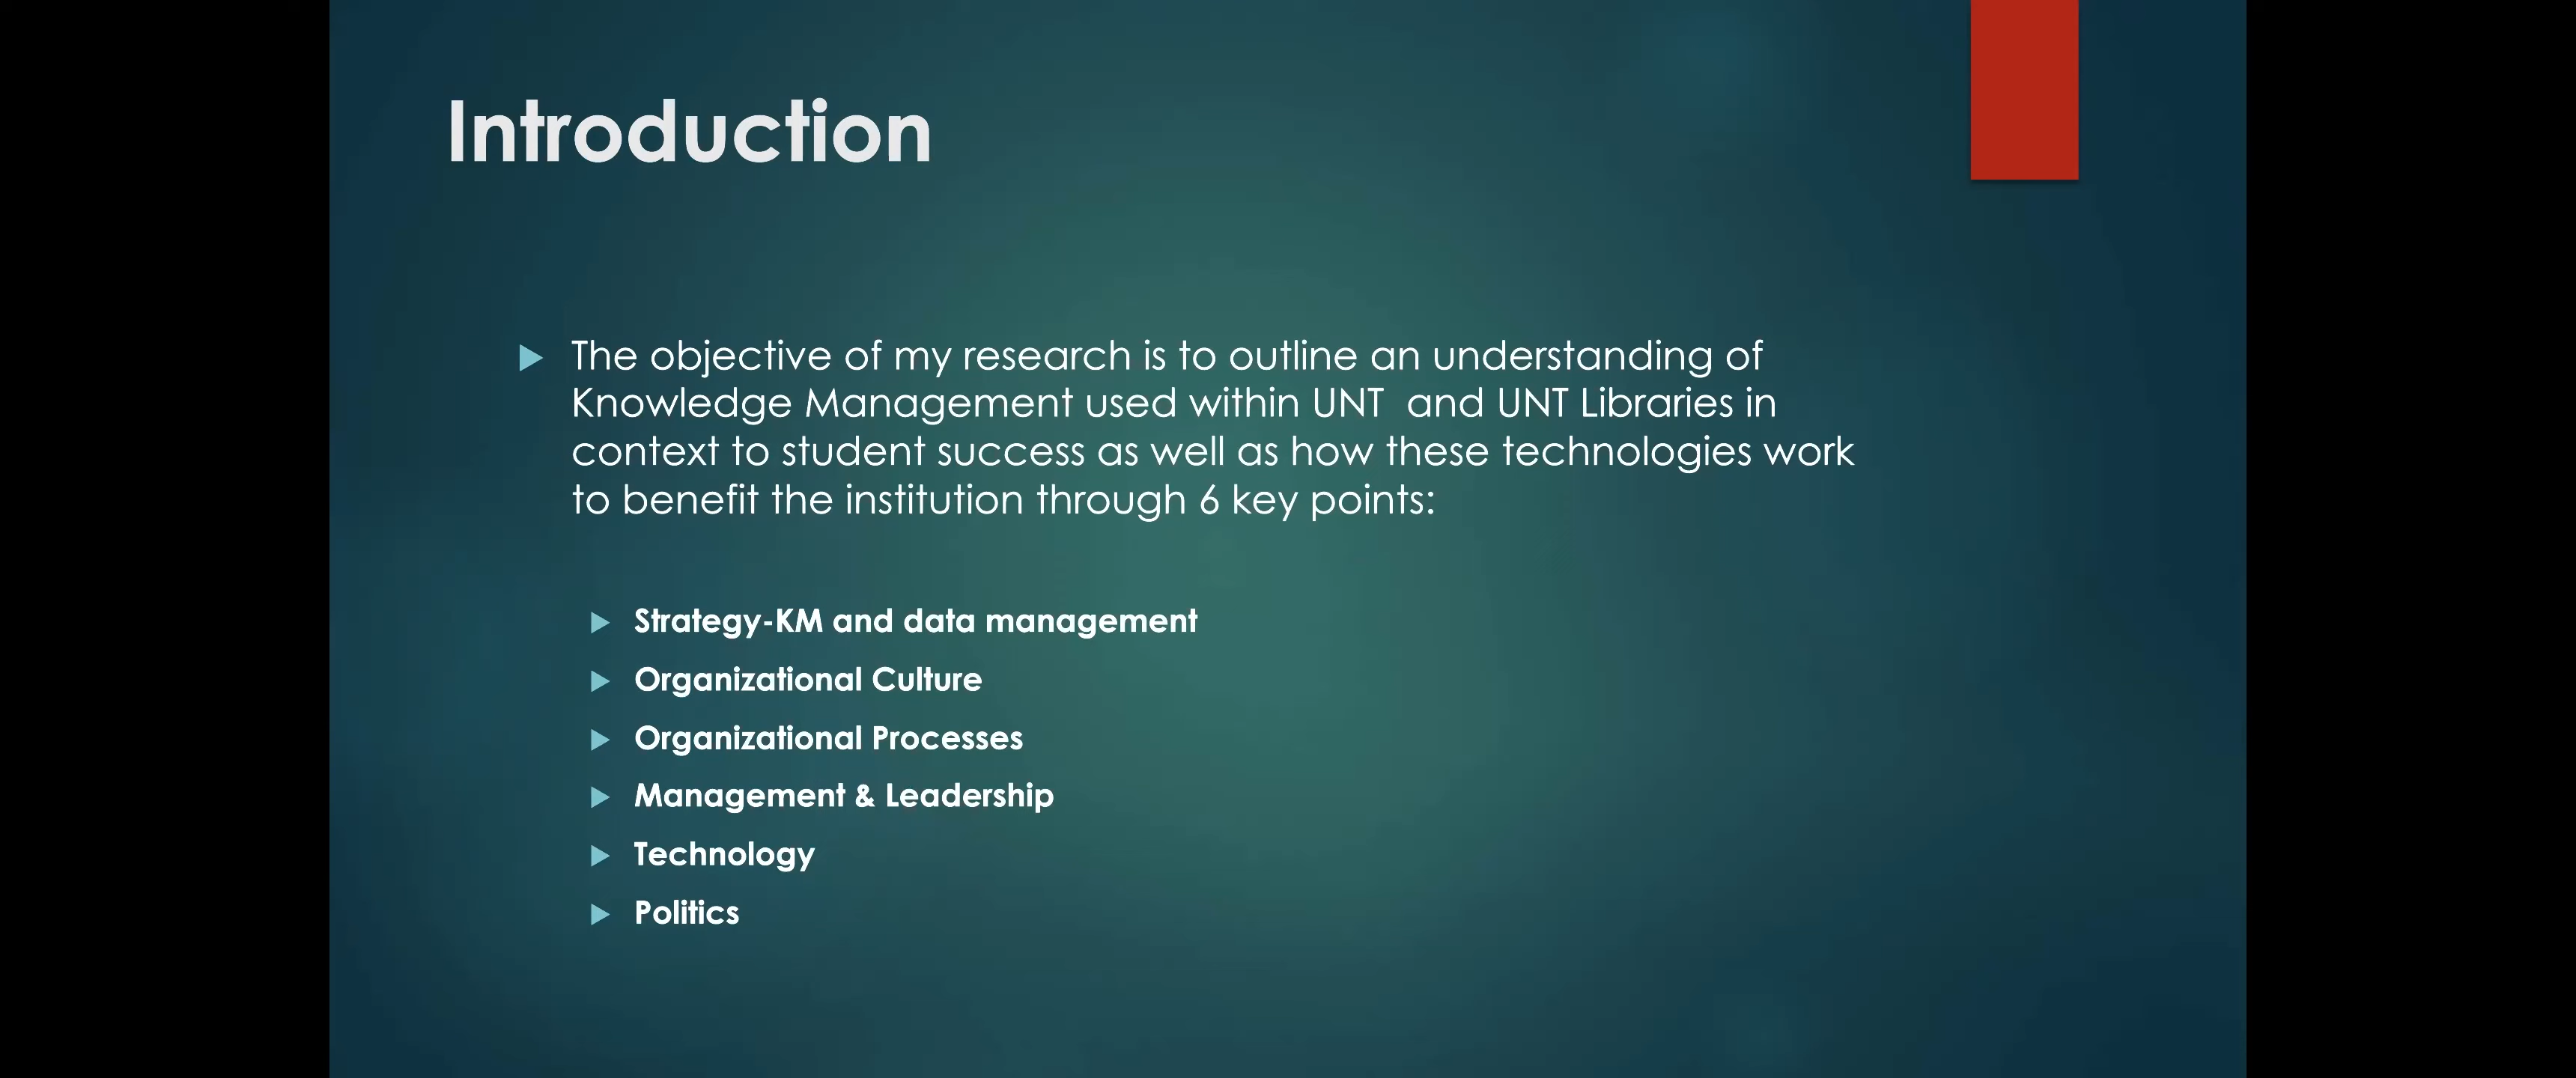 Introduction
The objective of my research is to outline an understanding of
Knowledge Management used within UNT  and UNT Libraries in
context to student success as well as how these technologies work
to benefit the institution through 6 key points:
Strategy-KM and data management
Organizational Culture
Organizational Processes
Management & Leadership
Technology
Politics